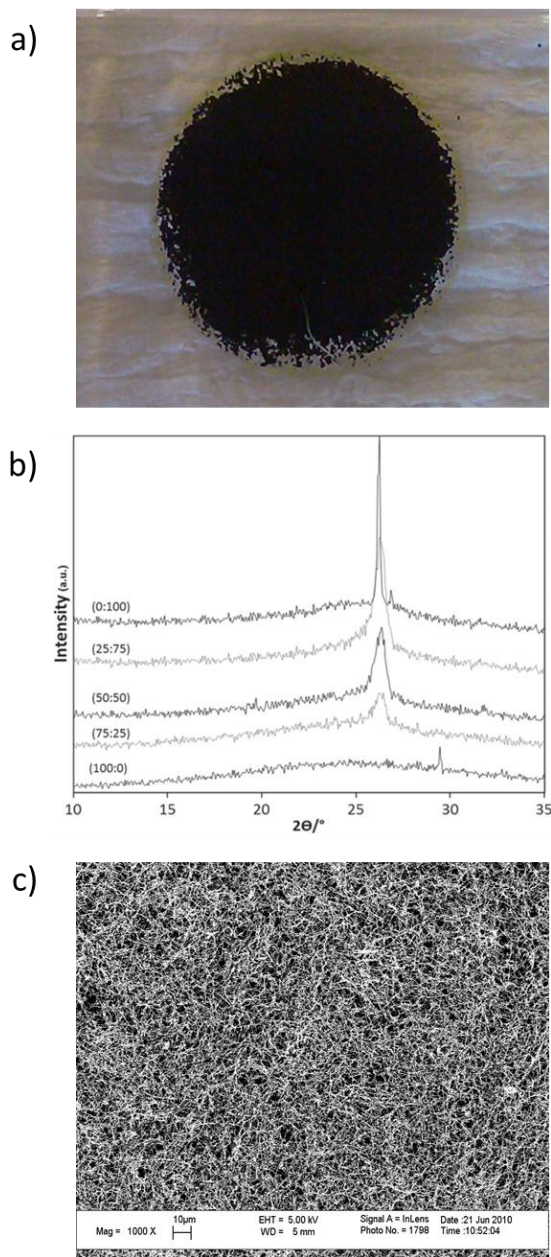 a)
b)
Intensity (a.u.)
(0:100)
(25:75)
(50:50)
(75:25)
(100:0)
10 15 20 25 30 35
2Θ/°
c)
Mag = 1000 X 10µm EHT = 5.00 kV Signal A = InLens Date :21 Jun 2010
WD = 5 mm Photo No. = 1798 Time :10:52:04